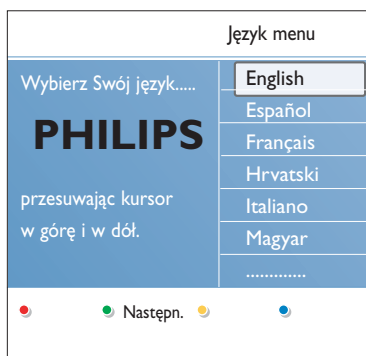 Język menu
Wybierz Swój język.....
PHILIPS
przesuwając kursor
w górę i w dół.
English
Español
Français
Hrvatski
Italiano
Magyar
.............
Następn.